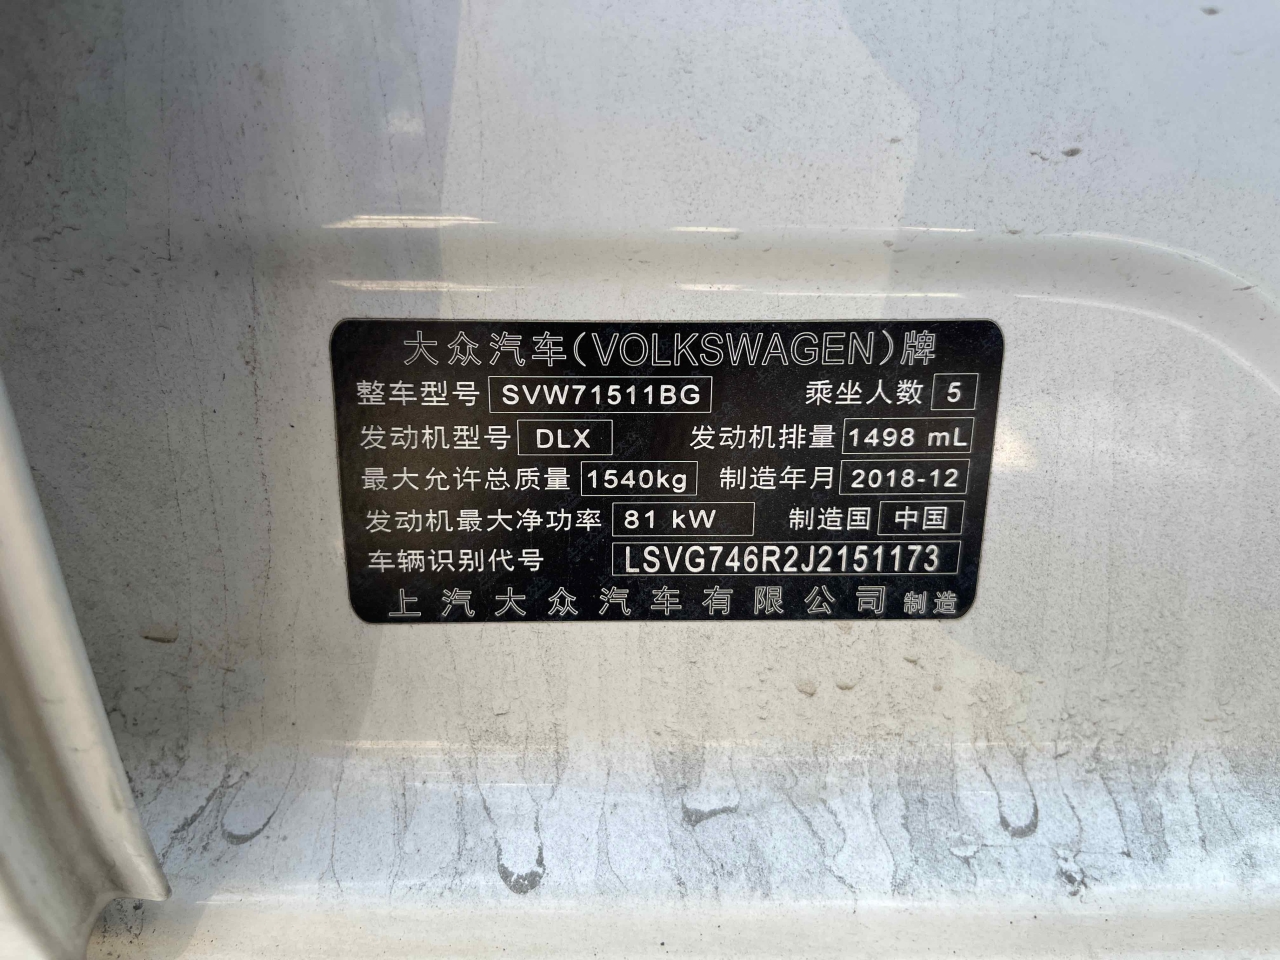 大众汽车(VOLKSWAGEN)牌
整车型号 SVW71511BG 乘坐人数 5
发动机型号 DLX 发动机排量 1498 mL
最大允许总质量 1540kg 制造年月 2018-12
发动机最大净功率 81 kW 制造国 中国
车辆识别代号 LSVG746R2J2151173
上汽大众汽车有限公司 制造